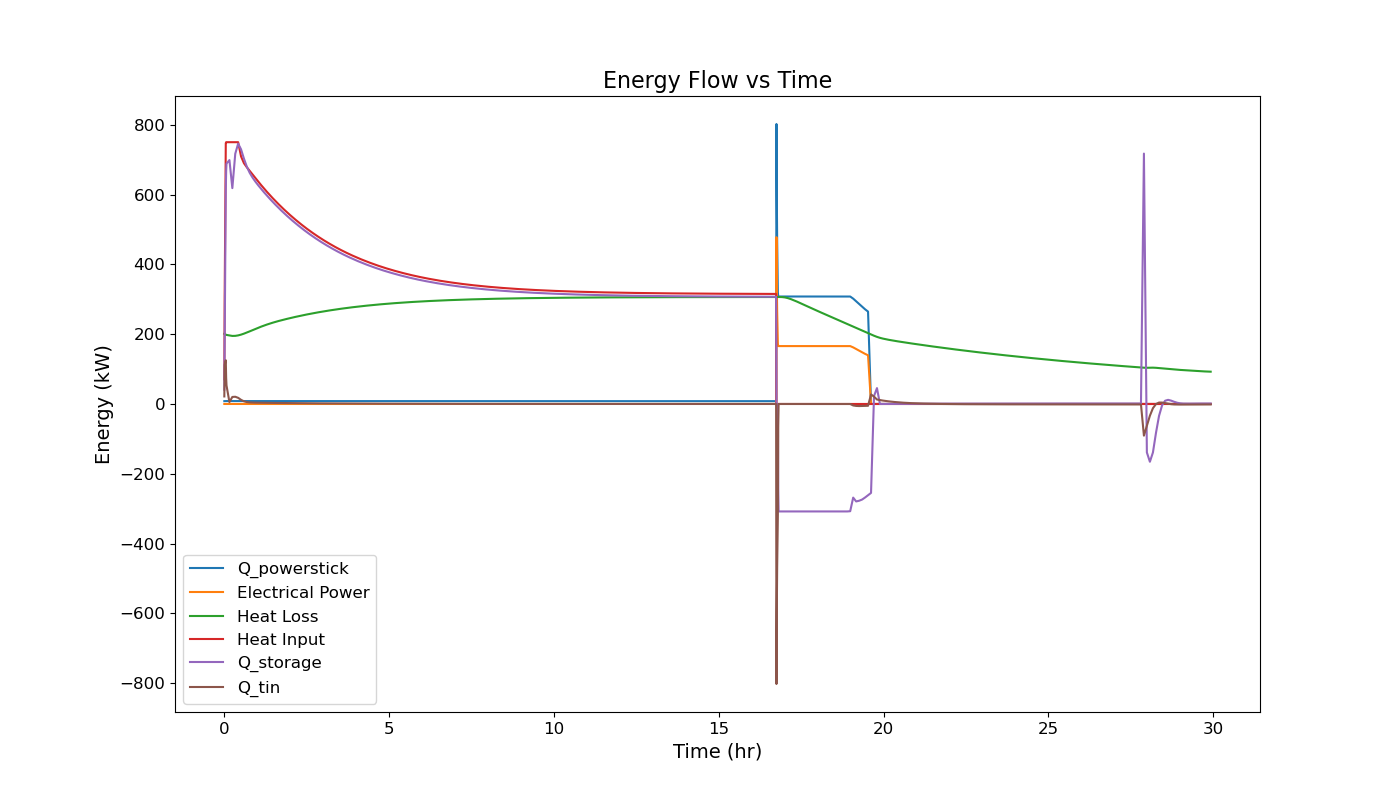 Energy Flow vs Time
Energy (kW)
800
600
400
200
0
−200
−400
−600
−800
Q_powerstick
Electrical Power
Heat Loss
Heat Input
Q_storage
Q_tin
0 5 10 15 20 25 30
Time (hr)